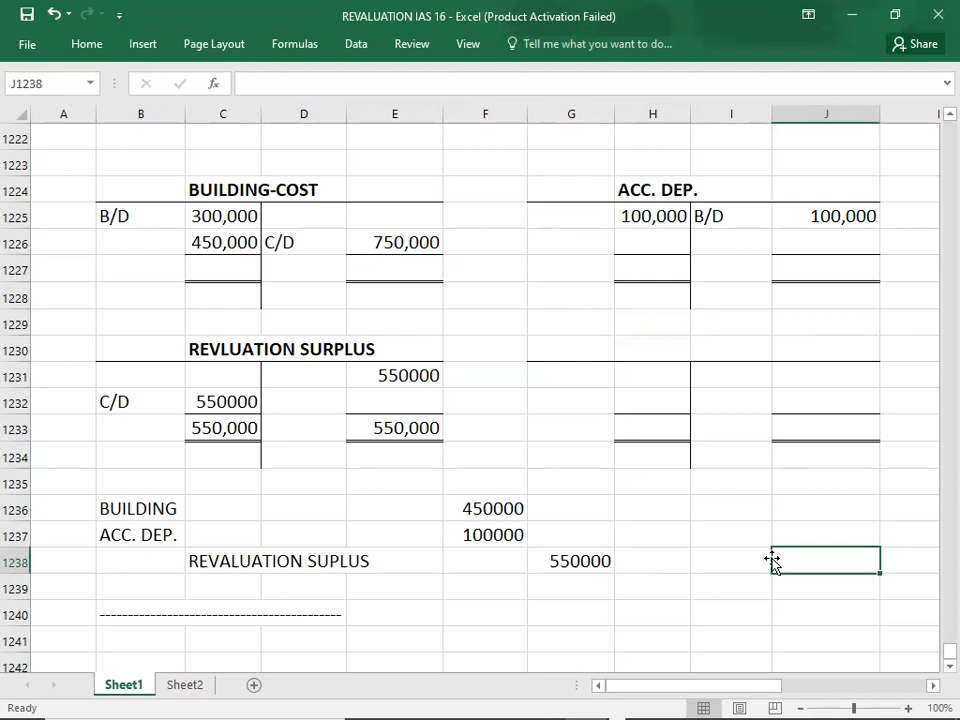 REVALUATION IAS 16 - Excel (Product Activation Failed)
File Home Insert Page Layout Formulas Data Review View Tell me what you want to do... Share
J1238 fx
A B C D E F G H I J
1222
1223
1224 BUILDING-COST ACC. DEP.
1225 B/D 300,000 100,000 B/D 100,000
1226 450,000 C/D 750,000
1227
1228
1229
1230 REVLUATION SURPLUS
1231 550000
1232 C/D 550000
1233 550,000 550,000
1234
1235
1236 BUILDING 450000
1237 ACC. DEP. 100000
1238 REVALUATION SUPLUS 550000
1239
1240 -------------------------------------------
1241
1242
Sheet1 Sheet2
Ready 100%